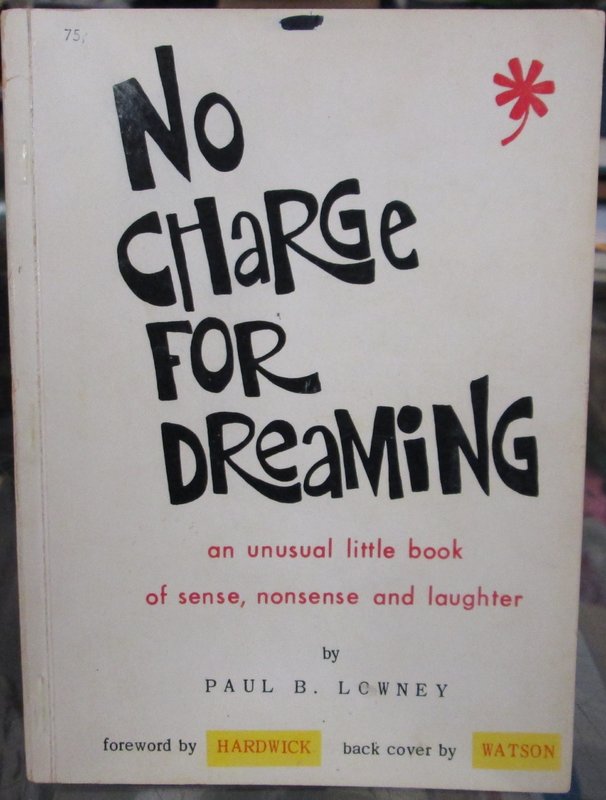 75,
No
CHaRGe
FOR
DReaMiNG
an unusual little book
of sense, nonsense and laughter
by
PAUL B. LOWNEY
foreword by HARDWICK back cover by WATSON